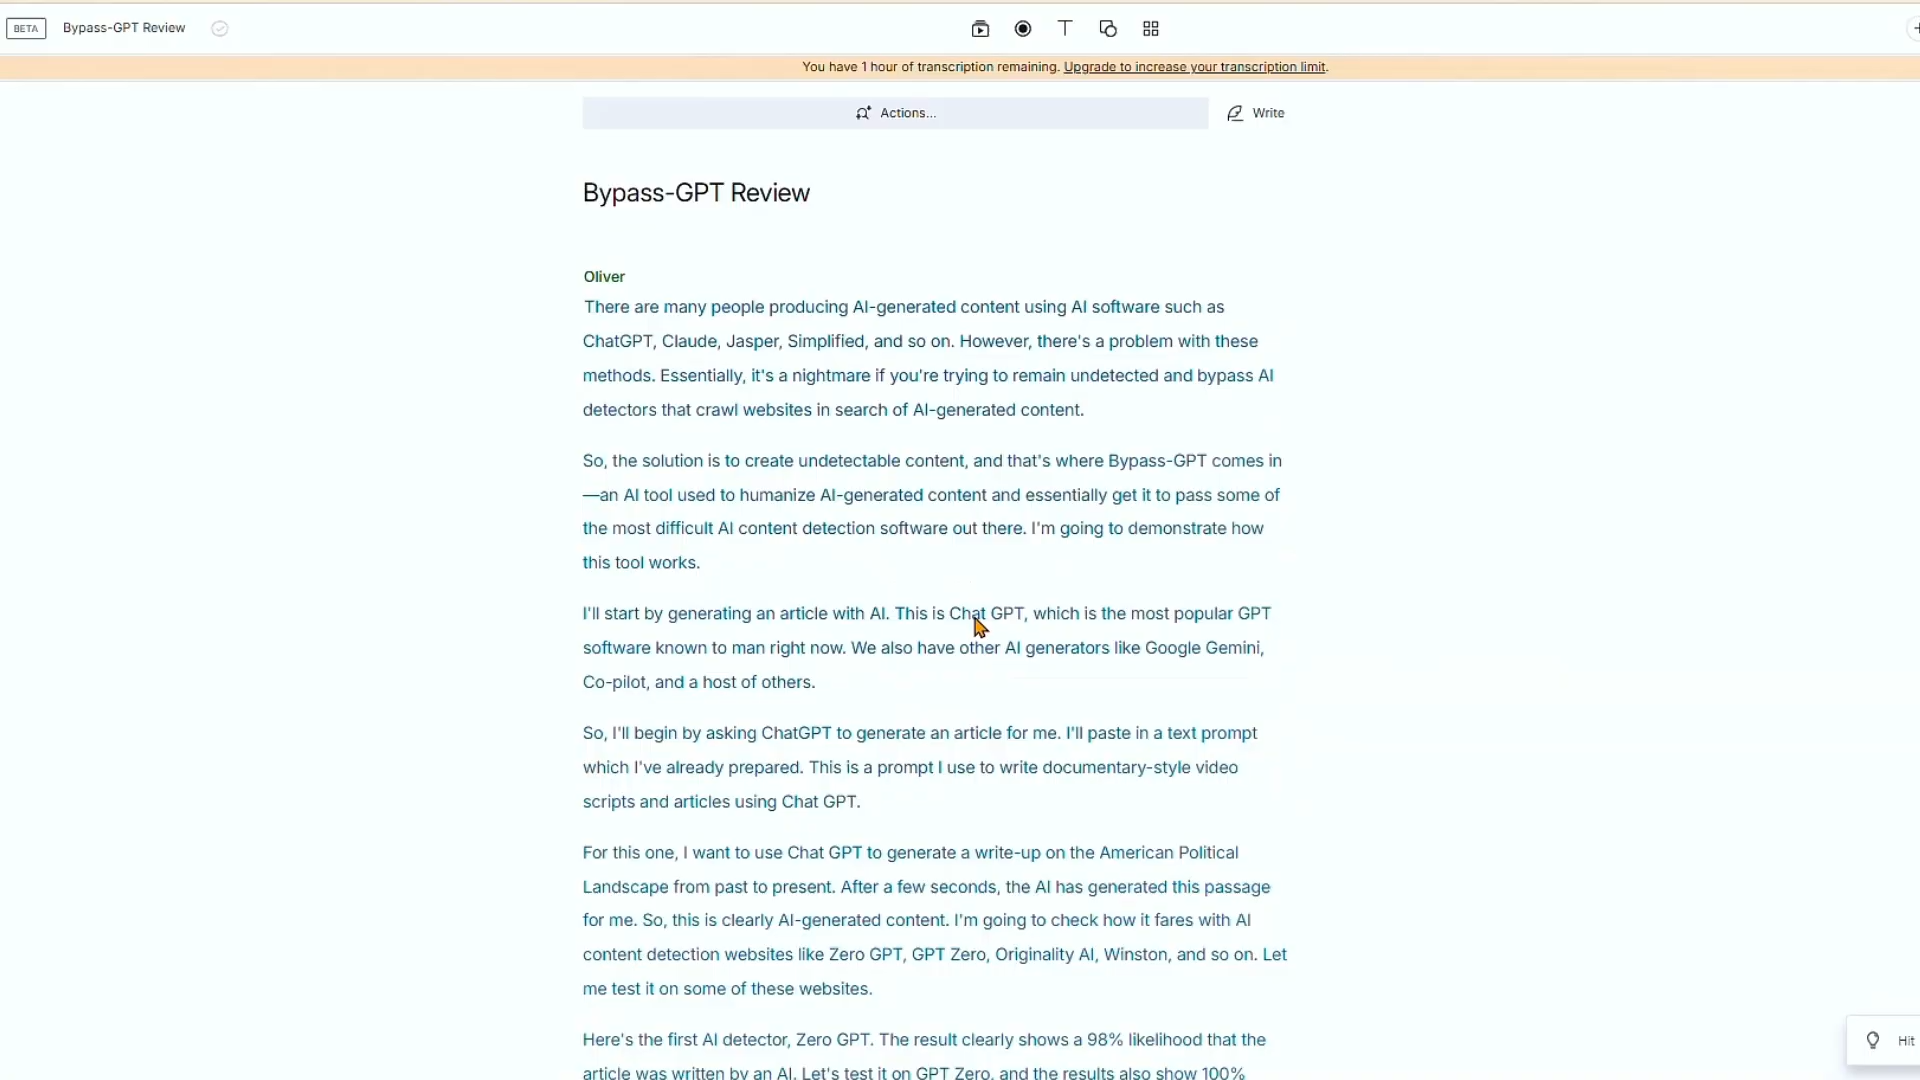 BETA
Bypass-GPT Review
You have 1 hour of transcription remaining. Upgrade to increase your transcription limit.
Actions...
Write
Bypass-GPT Review
Oliver
There are many people producing AI-generated content using AI software such as
ChatGPT, Claude, Jasper, Simplified, and so on. However, there's a problem with these
methods. Essentially, it's a nightmare if you're trying to remain undetected and bypass AI
detectors that crawl websites in search of AI-generated content.
So, the solution is to create undetectable content, and that's where Bypass-GPT comes in
—an AI tool used to humanize AI-generated content and essentially get it to pass some of
the most difficult AI content detection software out there. I'm going to demonstrate how
this tool works.
I'll start by generating an article with AI. This is Chat GPT, which is the most popular GPT
software known to man right now. We also have other AI generators like Google Gemini,
Co-pilot, and a host of others.
So, I'll begin by asking ChatGPT to generate an article for me. I'll paste in a text prompt
which I've already prepared. This is a prompt I use to write documentary-style video
scripts and articles using Chat GPT.
For this one, I want to use Chat GPT to generate a write-up on the American Political
Landscape from past to present. After a few seconds, the AI has generated this passage
for me. So, this is clearly AI-generated content. I'm going to check how it fares with AI
content detection websites like Zero GPT, GPT Zero, Originality AI, Winston, and so on. Let
me test it on some of these websites.
Here's the first AI detector, Zero GPT. The result clearly shows a 98% likelihood that the
article was written by an AI. Let's test it on GPT Zero, and the results also show 100%
Hit